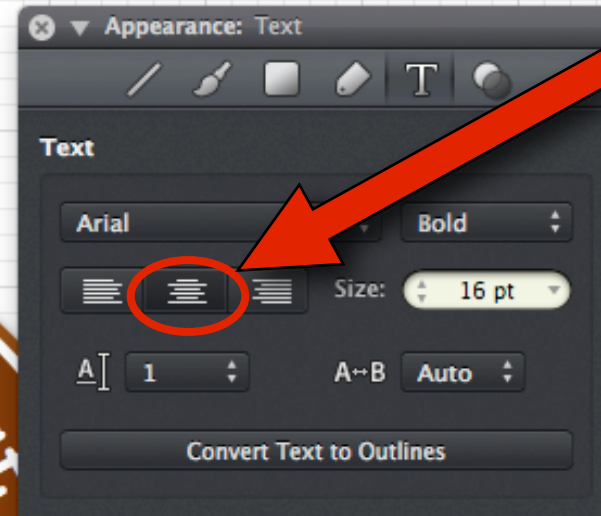 Appearance: Text
T
Text
Arial Bold
Size: 16 pt
A 1 A↔B Auto
Convert Text to Outlines